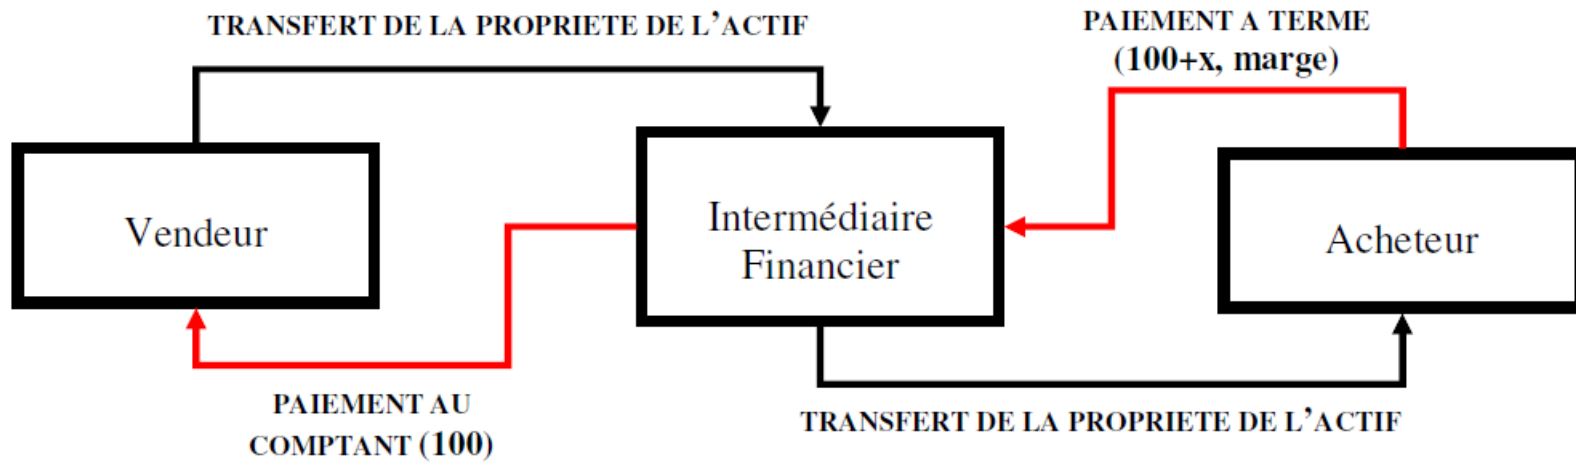 TRANSFERT DE LA PROPRIETE DE L'ACTIF
PAIEMENT A TERME
(100+x, marge)
Vendeur
Intermédiaire
Financier
Acheteur
PAIEMENT AU
COMPTANT (100)
TRANSFERT DE LA PROPRIETE DE L'ACTIF